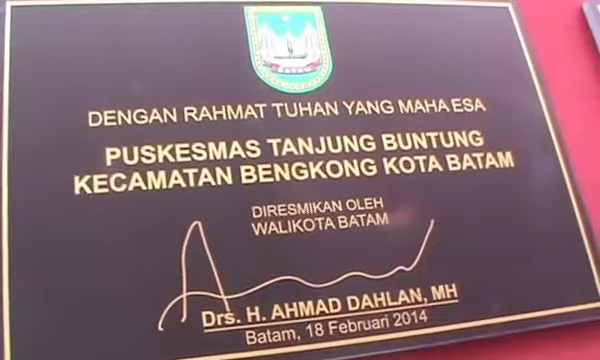 BATAM
DENGAN RAHMAT TUHAN YANG MAHA ESA
PUSKESMAS TANJUNG BUNTUNG
KECAMATAN BENGKONG KOTA BATAM
DIRESMIKAN OLEH
WALIKOTA BATAM
Drs. H. AHMAD DAHLAN, MH
Batam, 18 Februari 2014